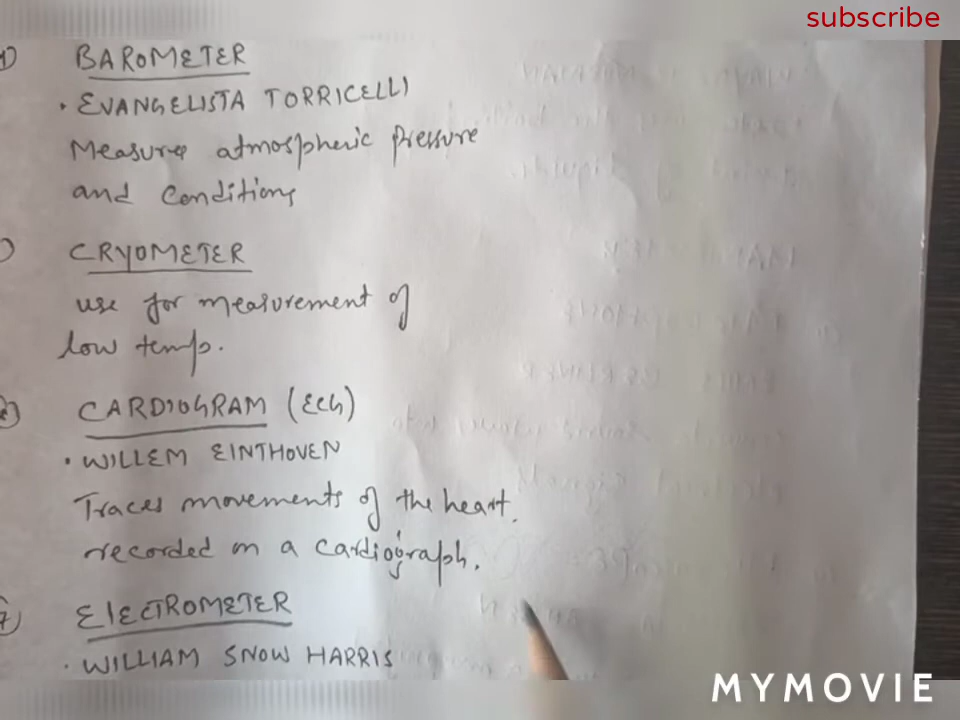 subscribe
BAROMETER
• EVANGELISTA TORRICELLI
Measures atmospheric Pressure
and Conditions
CRYOMETER
use for measurement of
low temp.
CARDIOGRAM (ECG)
• WILLEM EINTHOVEN
Traces movements of the heart,
recorded on a cardiograph.
7
ELECTROMETER
• WILLIAM SNOW HARRIS
MYMOVIE